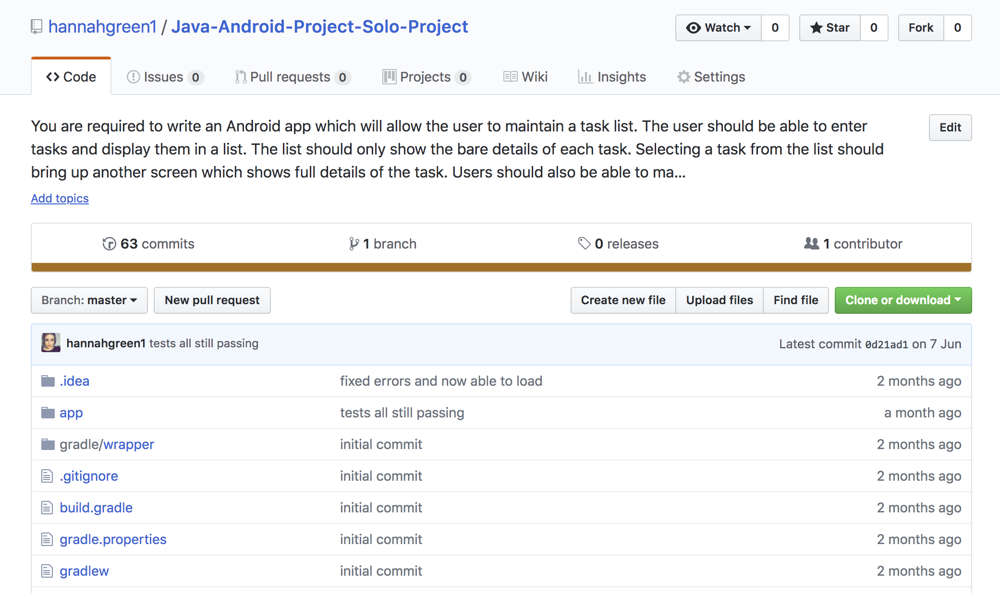 hannahgreen1 / Java-Android-Project-Solo-Project
Watch 0 Star 0 Fork 0
Code Issues 0 Pull requests 0 Projects 0 Wiki Insights Settings
You are required to write an Android app which will allow the user to maintain a task list. The user should be able to enter
tasks and display them in a list. The list should only show the bare details of each task. Selecting a task from the list should
bring up another screen which shows full details of the task. Users should also be able to ma...
Edit
Add topics
63 commits 1 branch 0 releases 1 contributor
Branch: master New pull request Create new file Upload files Find file Clone or download
hannahgreen1 tests all still passing Latest commit 0d21ad1 on 7 Jun
.idea fixed errors and now able to load 2 months ago
app tests all still passing a month ago
gradle/wrapper initial commit 2 months ago
.gitignore initial commit 2 months ago
build.gradle initial commit 2 months ago
gradle.properties initial commit 2 months ago
gradlew initial commit 2 months ago